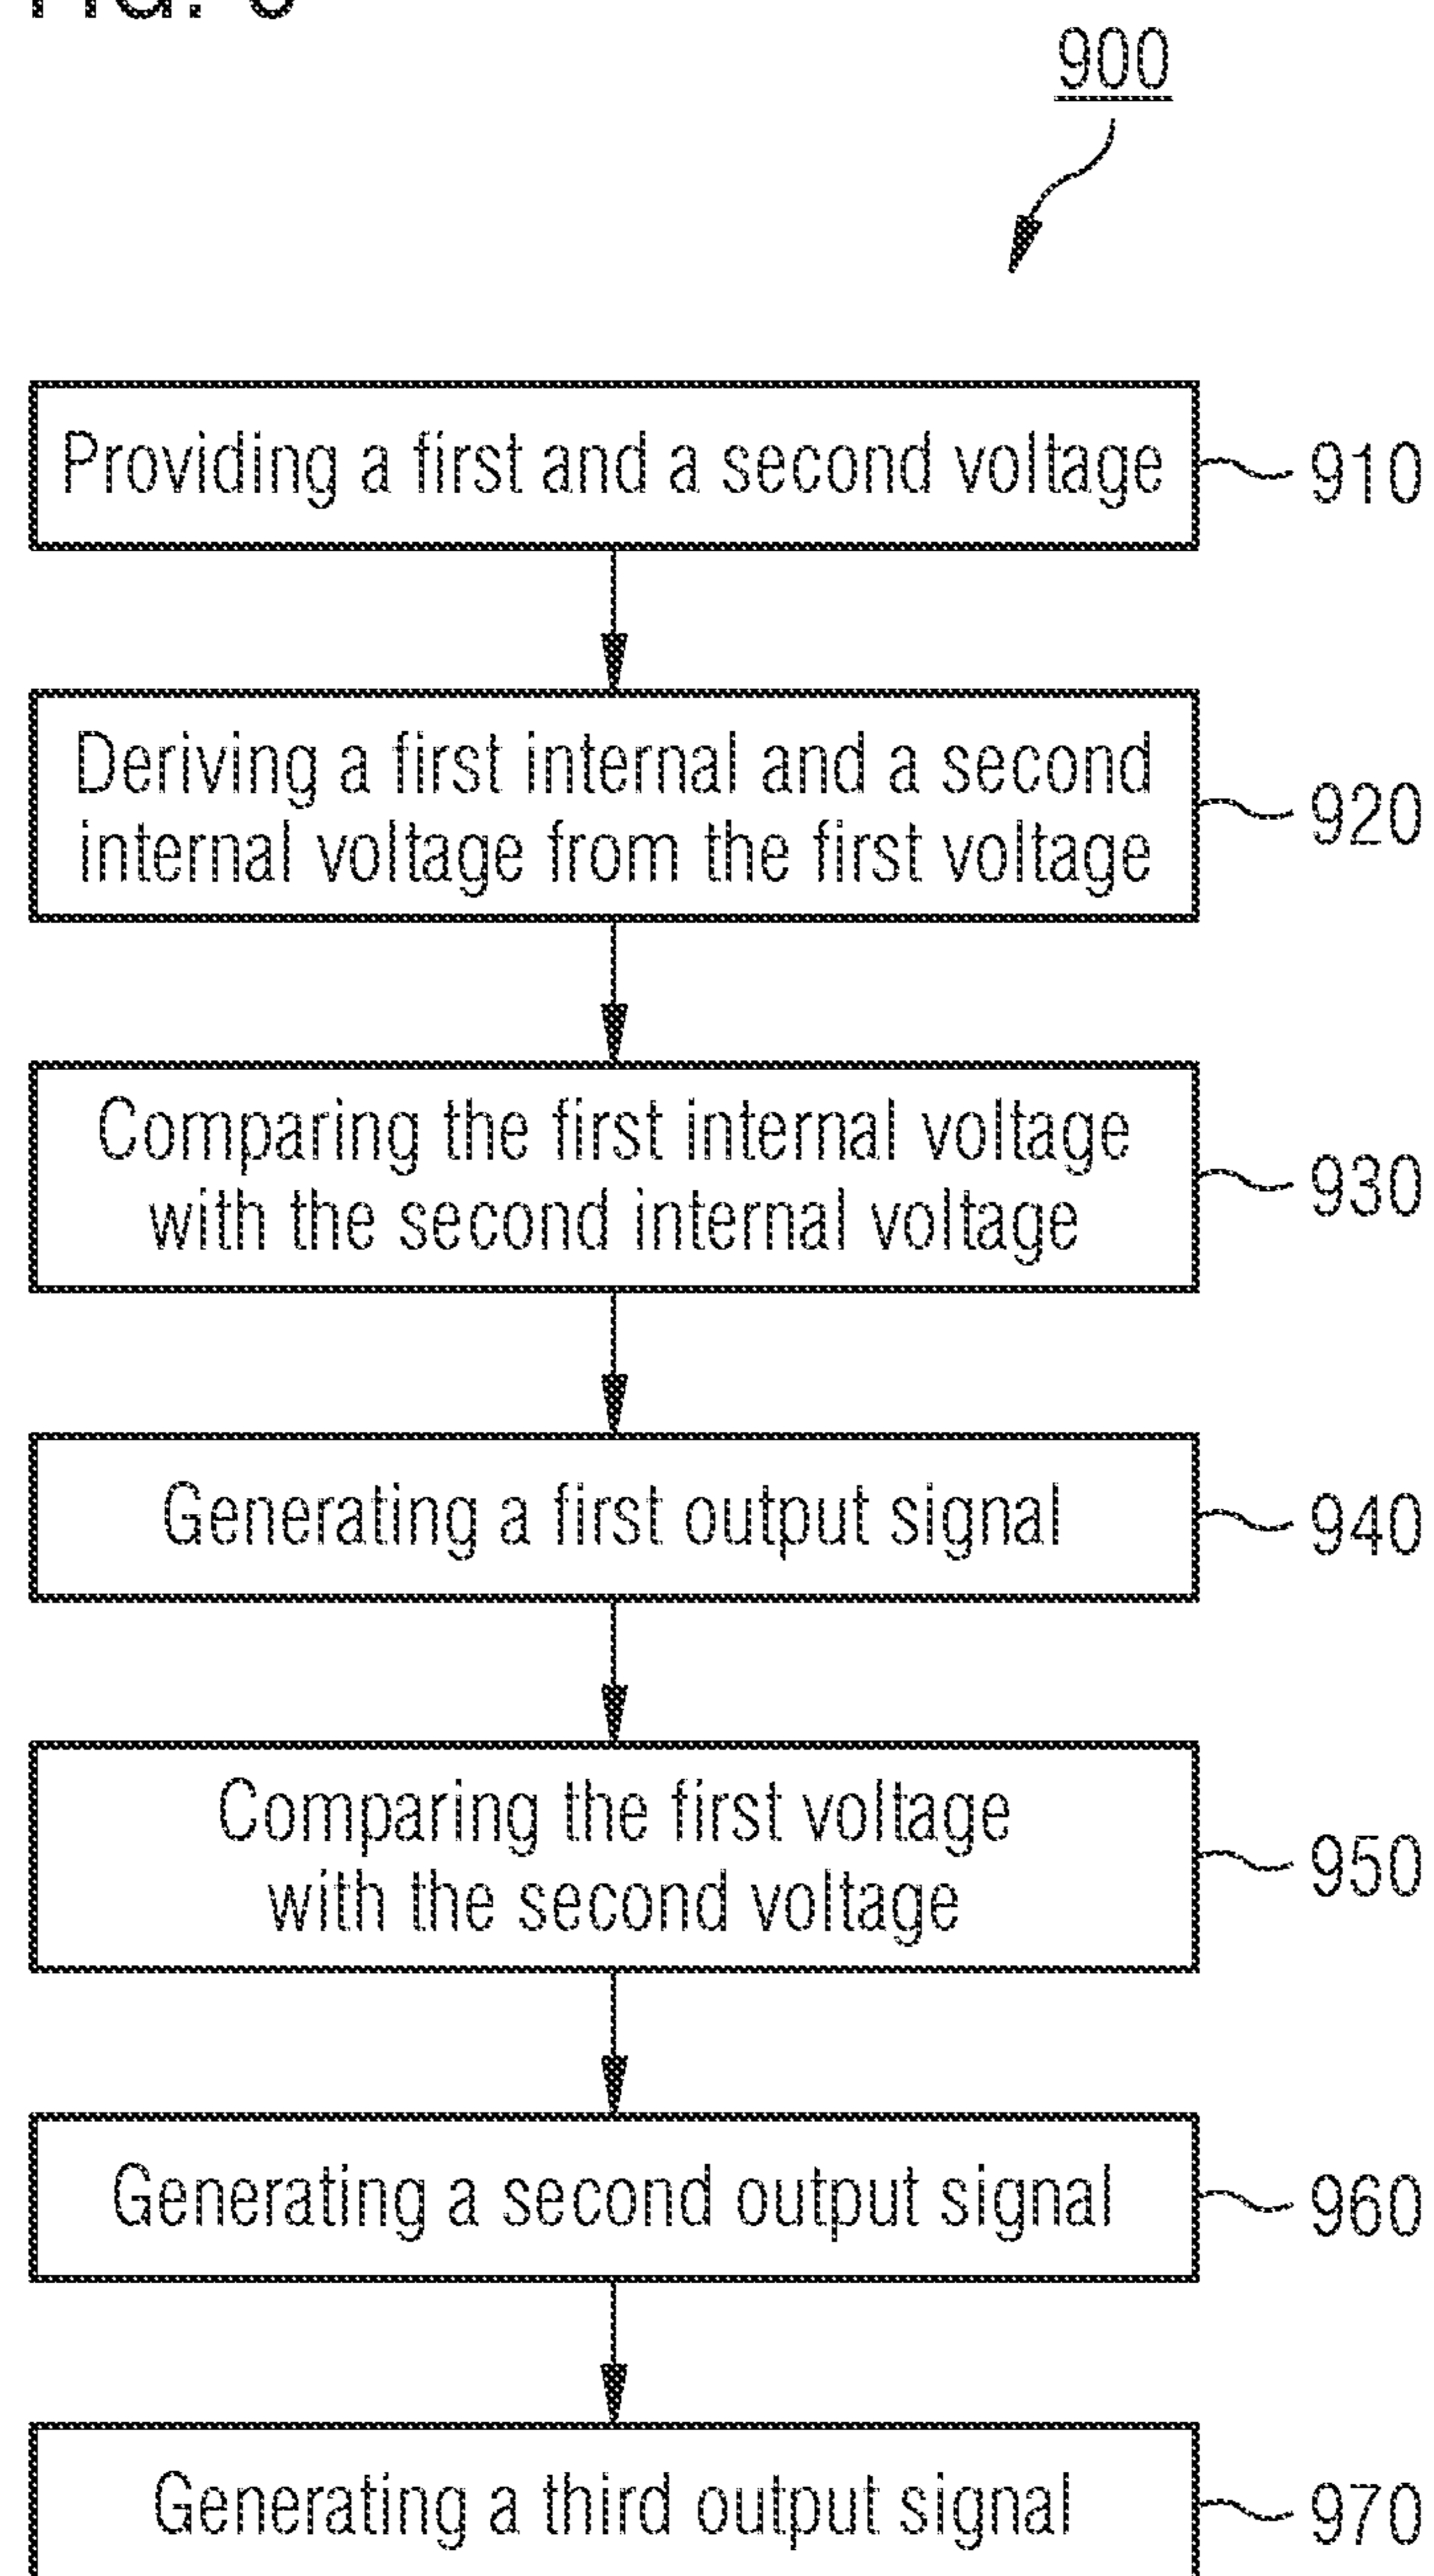 900
Providing a first and a second voltage
910
Deriving a first internal and a second
internal voltage from the first voltage
920
Comparing the first internal voltage
with the second internal voltage
930
Generating a first output signal
940
Comparing the first voltage
with the second voltage
950
Generating a second output signal
960
Generating a third output signal
970